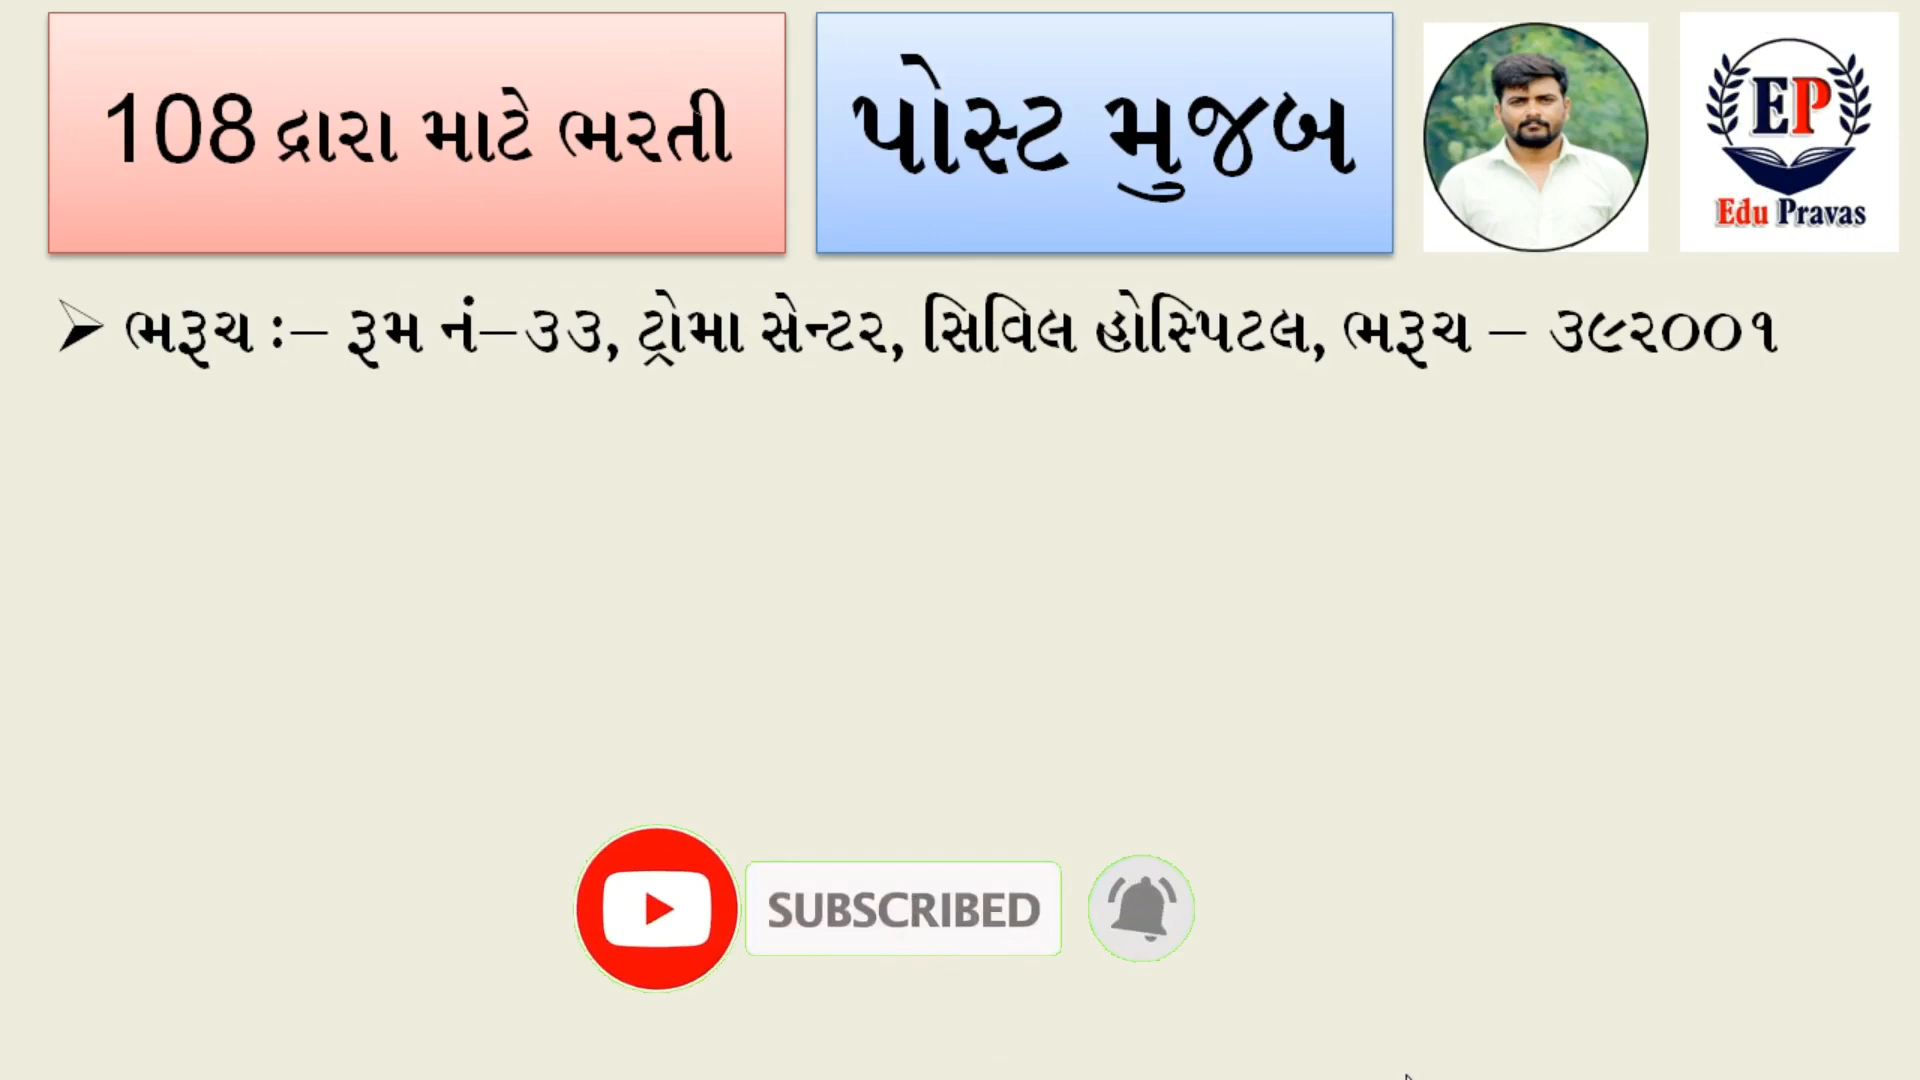 108 દ્વારા માટે ભરતી
પોસ્ટ મુજબ
EP
Edu Pravas
ભરૂચ :– રૂમ નં–૩૩, ટ્રોમા સેન્ટર, સિવિલ હોસ્પિટલ, ભરૂચ – ૩૯૨૦૦૧
SUBSCRIBED